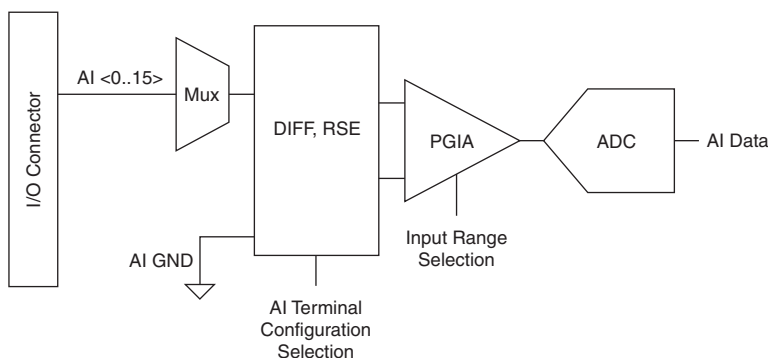 I/O Connector
AI <0..15>
Mux
DIFF, RSE
PGIA
ADC
AI Data
Input Range
Selection
AI GND
AI Terminal
Configuration
Selection